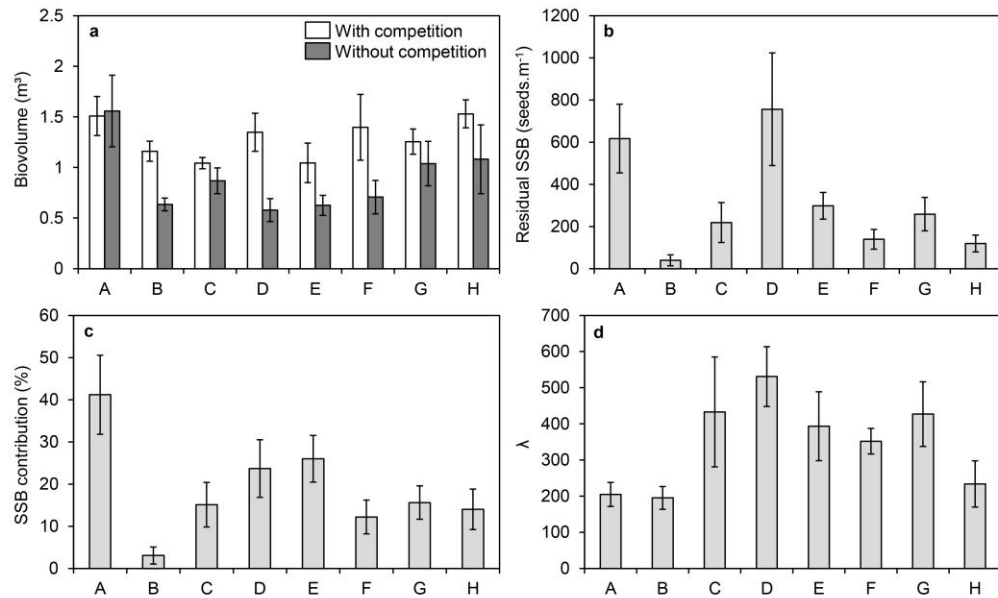 a
With competition
Without competition
Biovolume (m³)
2.5
2
1.5
1
0.5
0
A B C D E F G H
b
Residual SSB (seeds.m⁻¹)
1200
1000
800
600
400
200
0
A B C D E F G H
c
SSB contribution (%)
60
50
40
30
20
10
0
A B C D E F G H
d
λ
700
600
500
400
300
200
100
0
A B C D E F G H